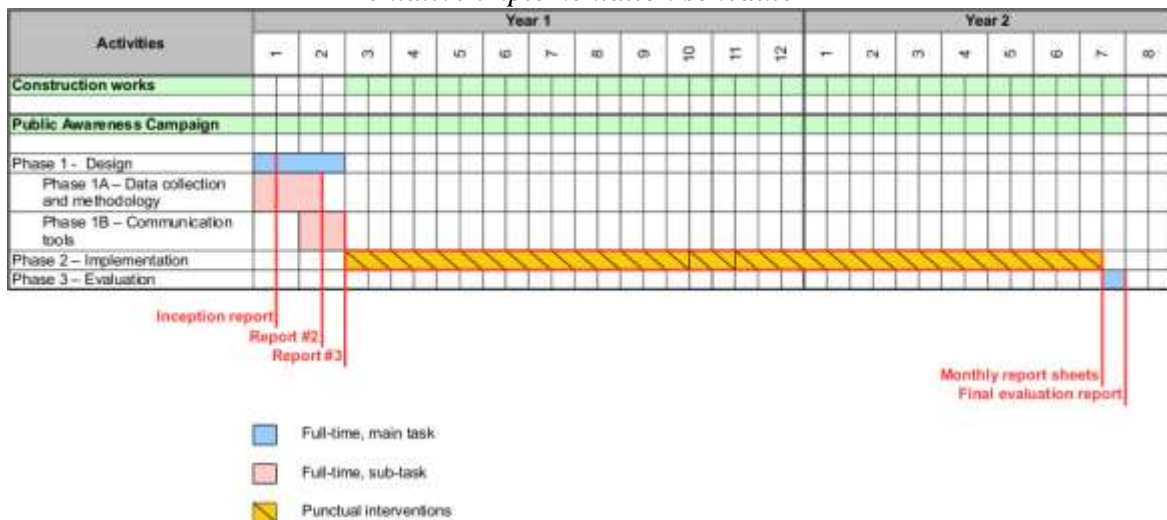 Year 1 Year 2
Activities 1 2 3 4 5 6 7 8 9 10 11 12 1 2 3 4 5 6 7 8
Construction works
Public Awareness Campaign
Phase 1 - Design
Phase 1A – Data collection
and methodology
Phase 1B – Communication
tools
Phase 2 – Implementation
Phase 3 – Evaluation
Inception report
Report #2
Report #3
Monthly report sheets
Final evaluation report
Full-time, main task
Full-time, sub-task
Punctual interventions